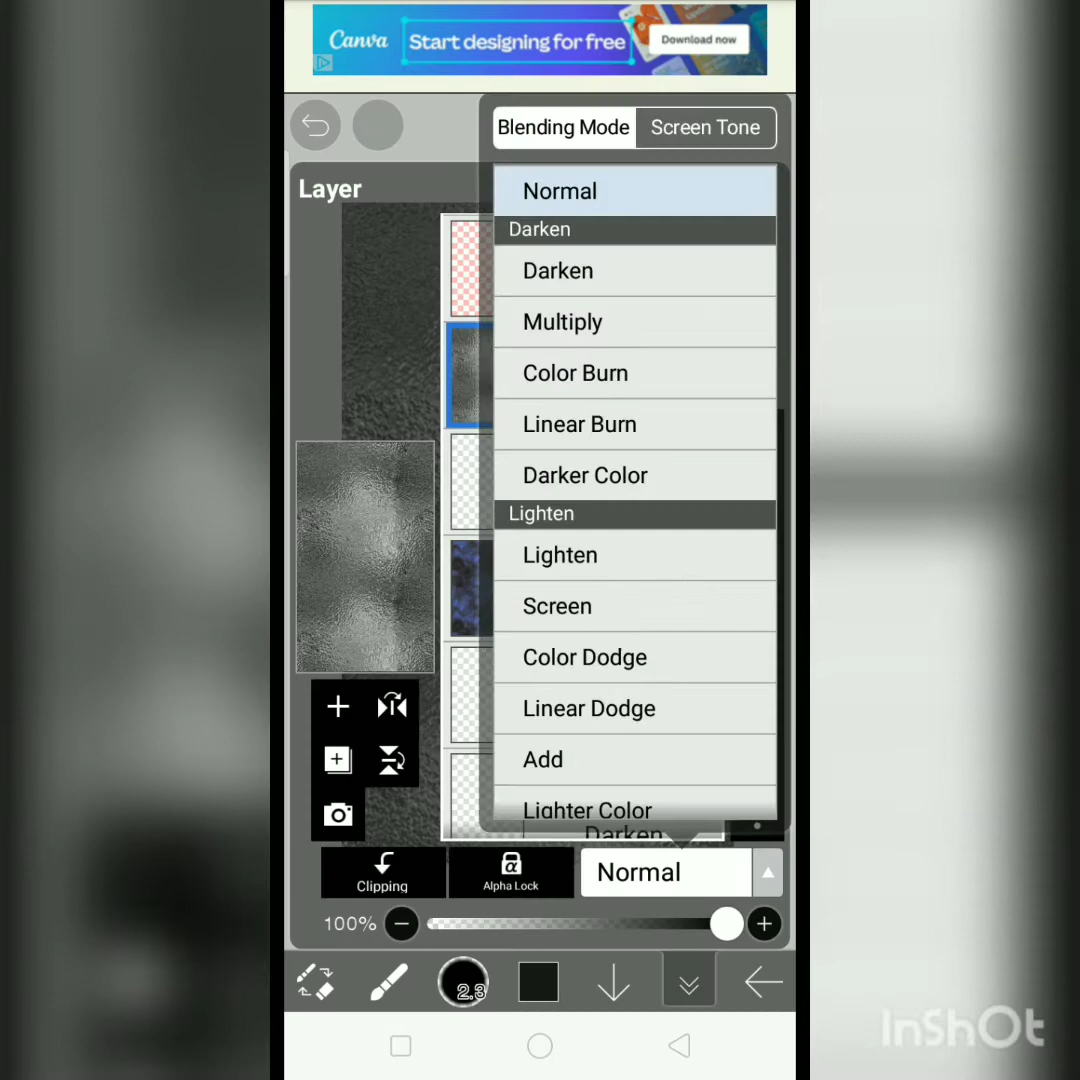 Canva
Start designing for free
Download now
Blending Mode
Screen Tone
Layer
Normal
Darken
Darken
Multiply
Color Burn
Linear Burn
Darker Color
Lighten
Lighten
Screen
Color Dodge
Linear Dodge
Add
Lighter Color
Darken
Clipping
Alpha Lock
Normal
100%
2.3
InShOt